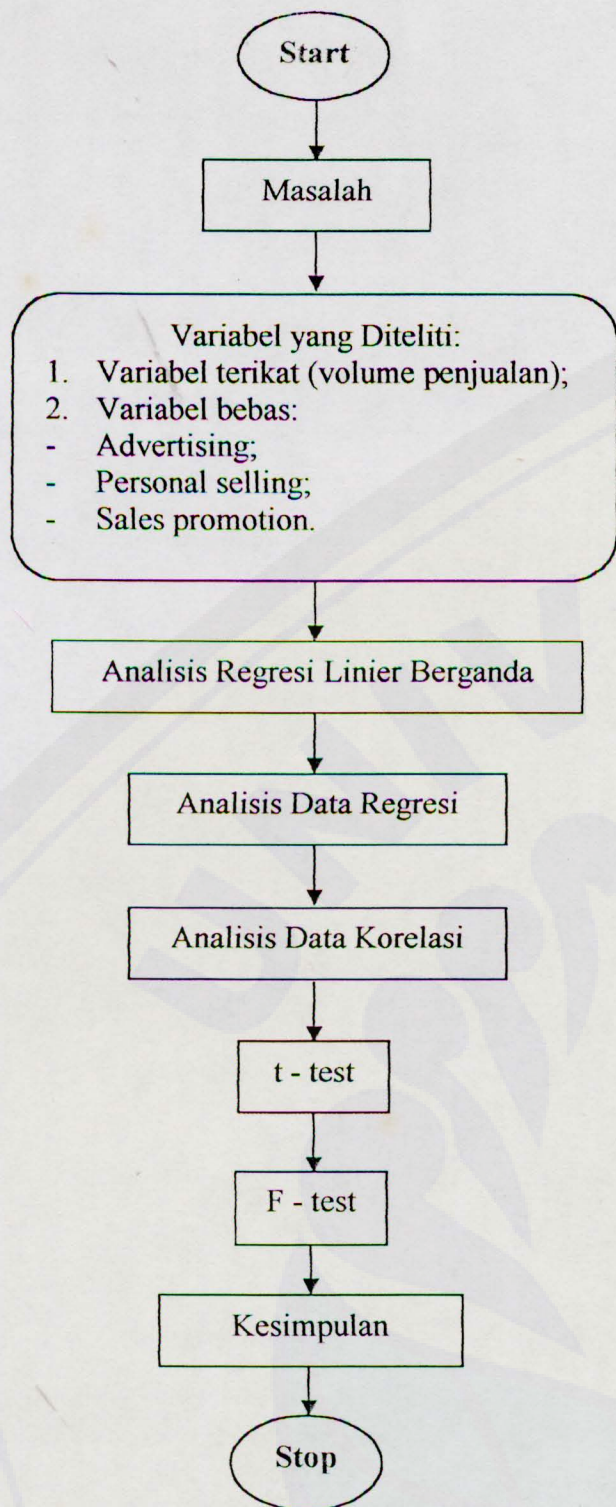 Start
Masalah
Variabel yang Diteliti:
1. Variabel terikat (volume penjualan);
2. Variabel bebas:
- Advertising;
- Personal selling;
- Sales promotion.
Analisis Regresi Linier Berganda
Analisis Data Regresi
Analisis Data Korelasi
t - test
F - test
Kesimpulan
Stop
UNIV